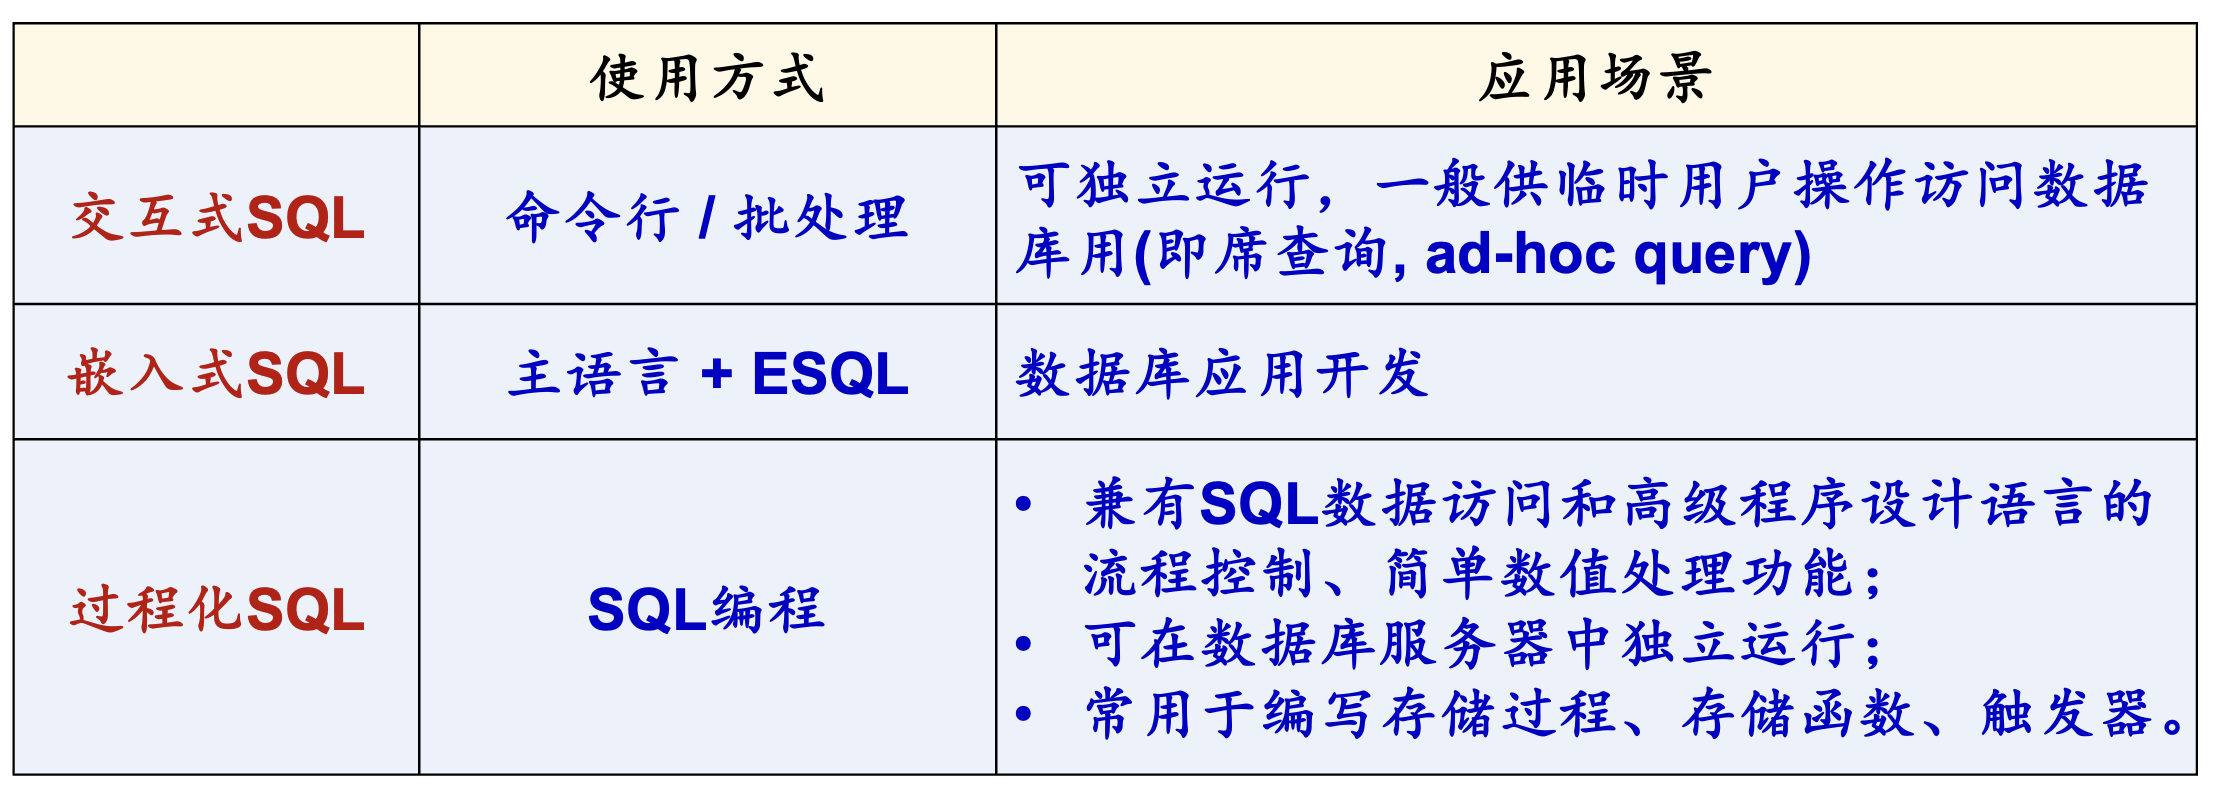 使用方式
应用场景
交互式SQL
命令行 / 批处理
可独立运行，一般供临时用户操作访问数据
库用(即席查询, ad-hoc query)
嵌入式SQL
主语言 + ESQL
数据库应用开发
过程化SQL
SQL编程
• 兼有SQL数据访问和高级程序设计语言的
流程控制、简单数值处理功能；
• 可在数据库服务器中独立运行；
• 常用于编写存储过程、存储函数、触发器。